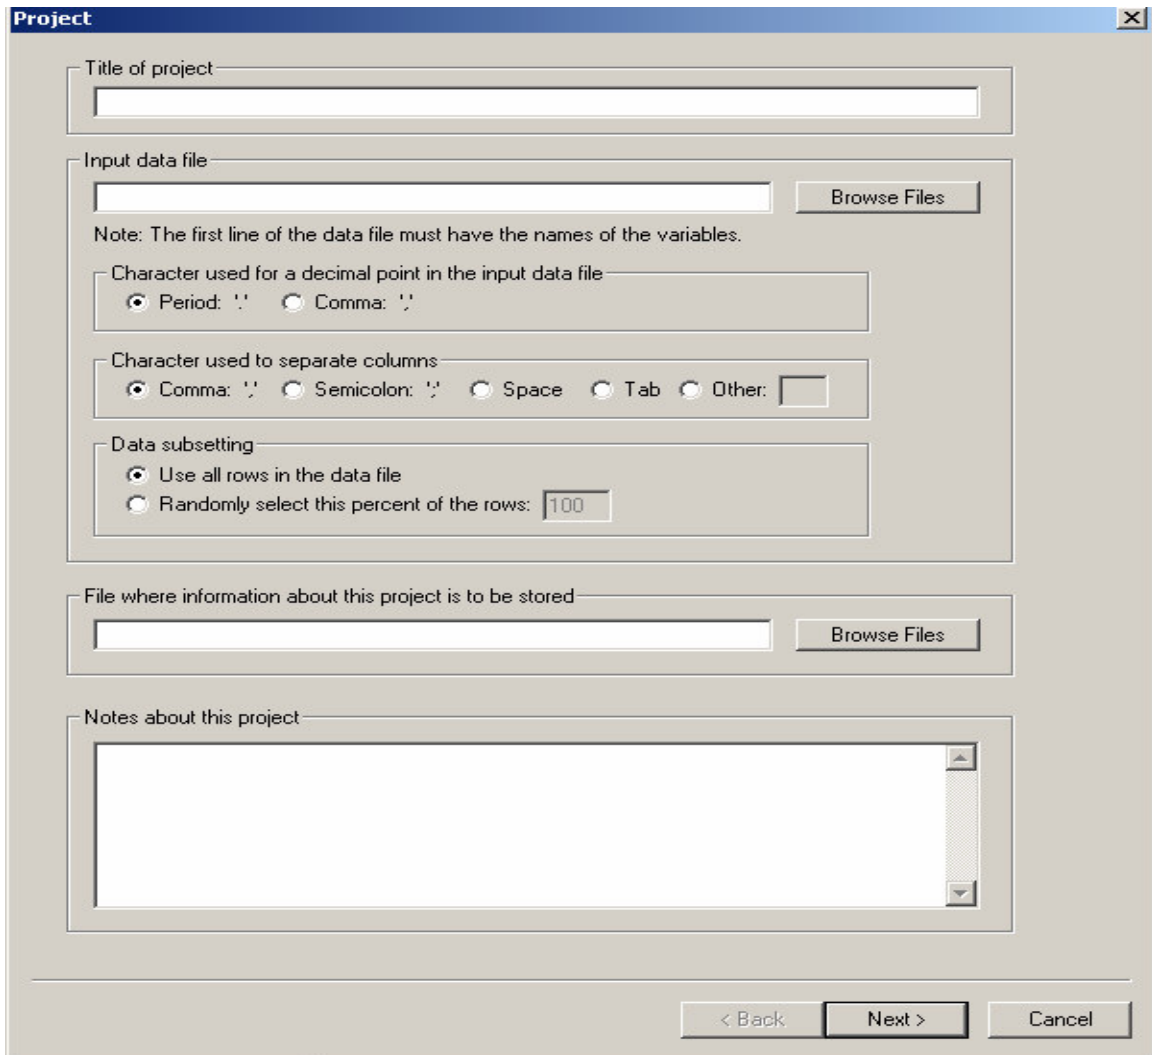 Project
Title of project
Input data file
Browse Files
Note: The first line of the data file must have the names of the variables.
Character used for a decimal point in the input data file
Period: '.' Comma: ','
Character used to separate columns
Comma: ',' Semicolon: ';' Space Tab Other:
Data subsetting
Use all rows in the data file
Randomly select this percent of the rows: 100
File where information about this project is to be stored
Browse Files
Notes about this project
< Back Next > Cancel